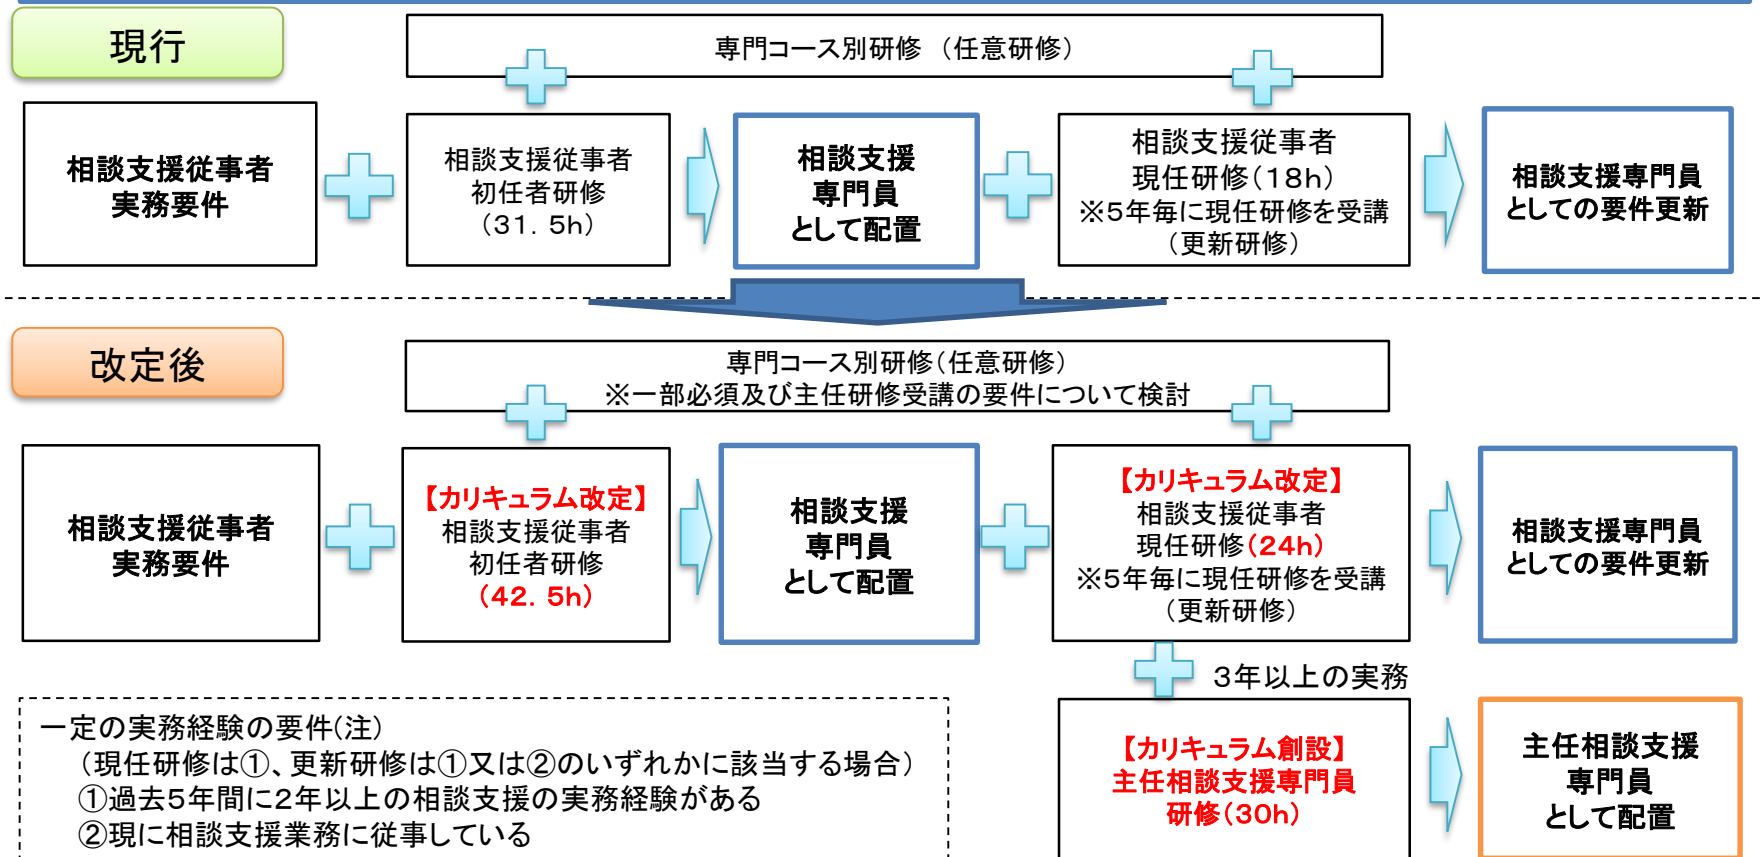 現行
専門コース別研修 （任意研修）
相談支援従事者
実務要件
相談支援従事者
初任者研修
（31．5h）
相談支援
専門員
として配置
相談支援従事者
現任研修（18h）
※５年毎に現任研修を受講
（更新研修）
相談支援専門員
としての要件更新
改定後
専門コース別研修（任意研修）
※一部必須及び主任研修受講の要件について検討
相談支援従事者
実務要件
【カリキュラム改定】
相談支援従事者
初任者研修
（42．5h）
相談支援
専門員
として配置
【カリキュラム改定】
相談支援従事者
現任研修（24h）
※５年毎に現任研修を受講
（更新研修）
相談支援専門員
としての要件更新
３年以上の実務
【カリキュラム創設】
主任相談支援専門員
研修（30h）
主任相談支援
専門員
として配置
一定の実務経験の要件(注)
（現任研修は①、更新研修は①又は②のいずれかに該当する場合）
①過去５年間に２年以上の相談支援の実務経験がある
②現に相談支援業務に従事している